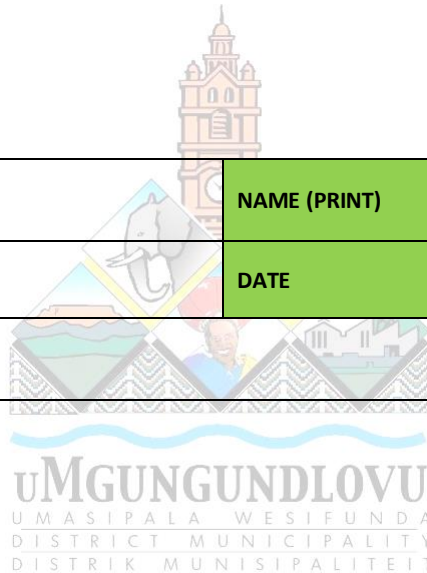 NAME (PRINT)
DATE
uMGUNGUNDLOVU
UMASIPALA WESIFUNDA
DISTRICT MUNICIPALITY
DISTRIK MUNISIPALITEIT